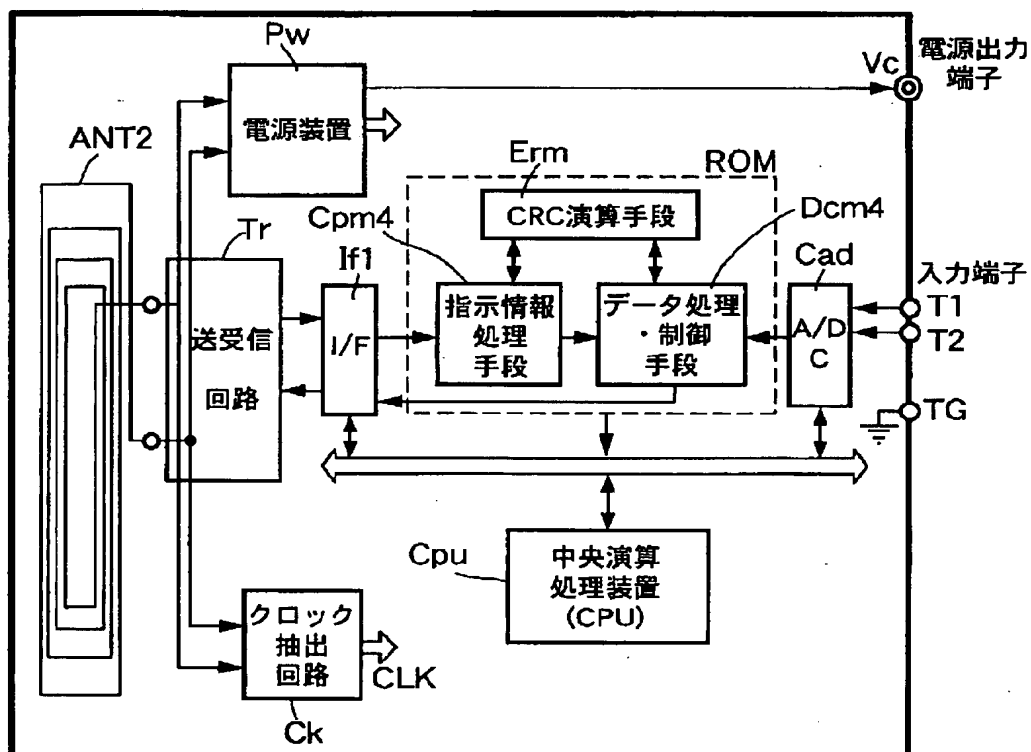 Pw
電源出力
端子
Vc
電源装置
ANT2
Erm
ROM
CRC演算手段
Cpm4
Dcm4
Tr
If1
Cad
入力端子
指示情報
処理
手段
データ処理
・制御
手段
I/F
A/D
C
T1
T2
送受信
回路
TG
Cpu
中央演算
処理装置
(CPU)
クロック
抽出
回路
CLK
Ck